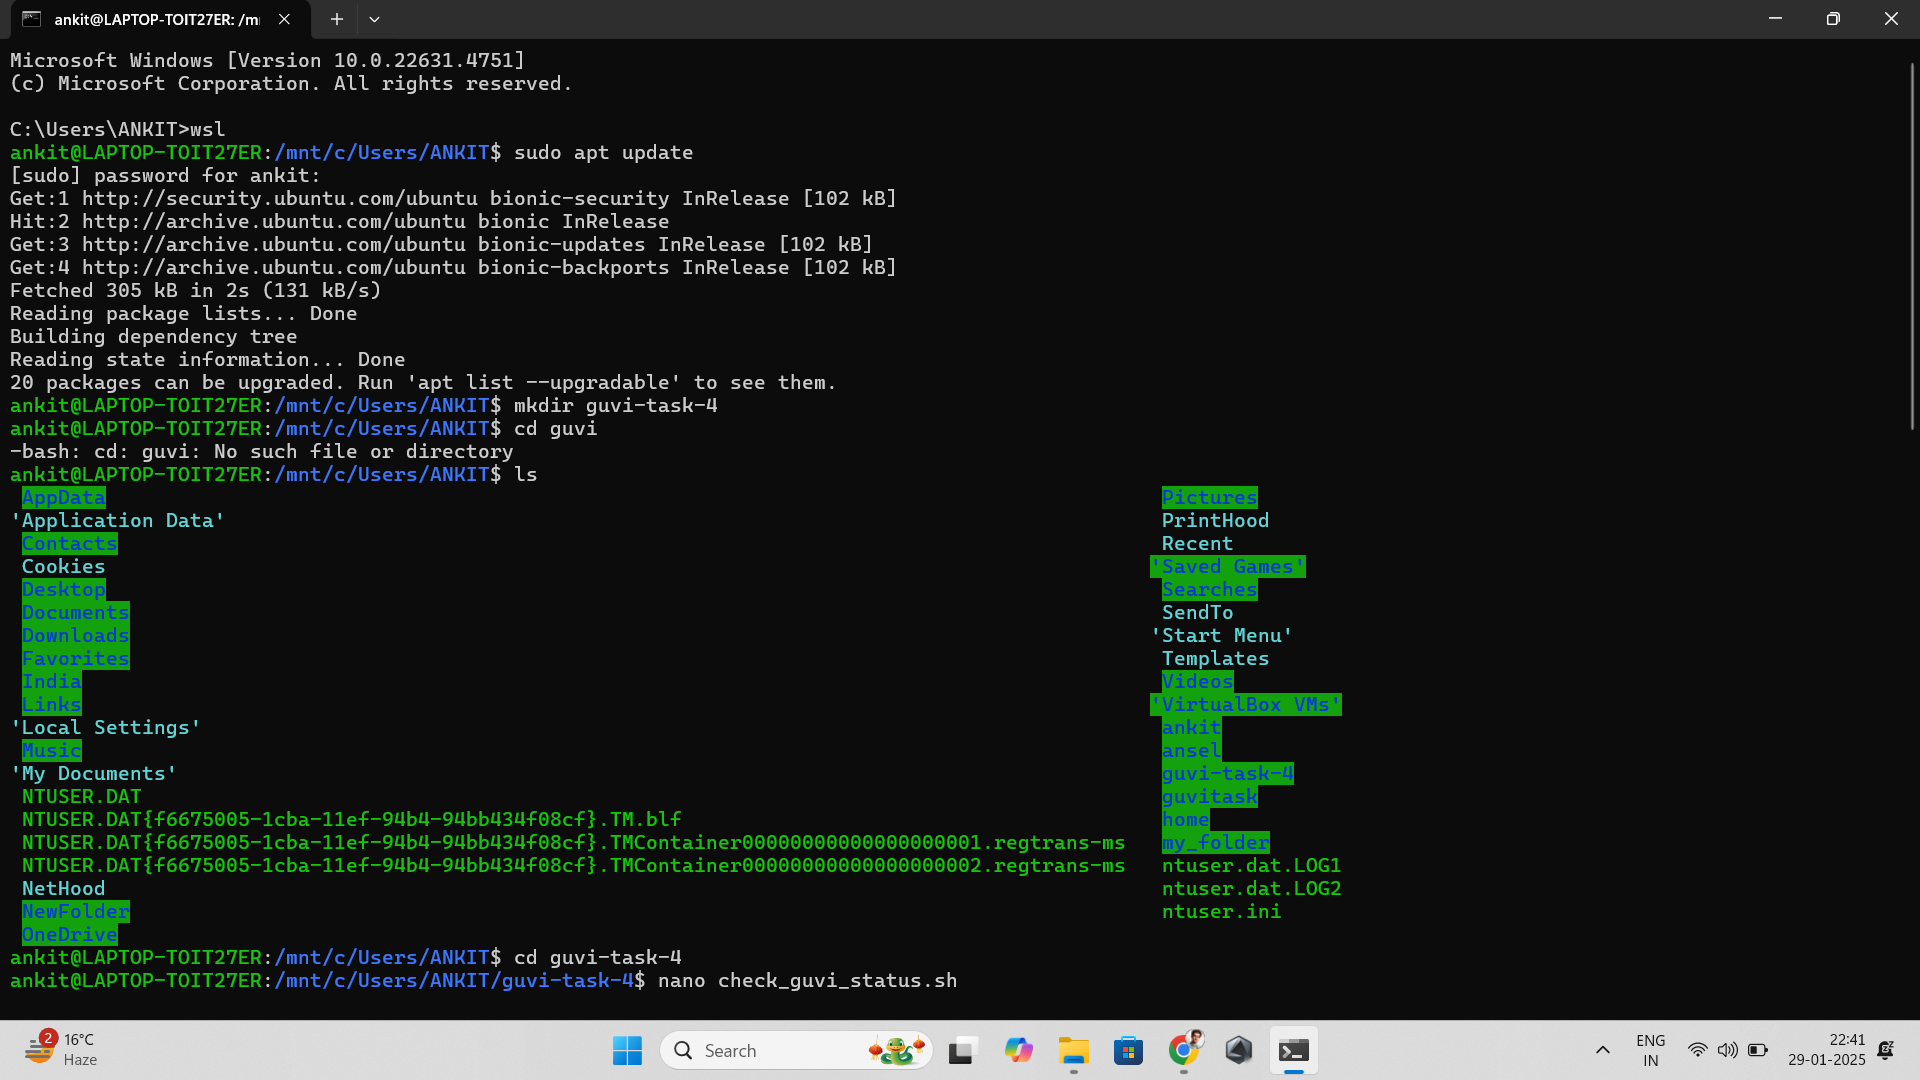 ankit@LAPTOP-TOIT27ER: /m
Microsoft Windows [Version 10.0.22631.4751]
(c) Microsoft Corporation. All rights reserved.
C:\Users\ANKIT>wsl
ankit@LAPTOP-TOIT27ER:/mnt/c/Users/ANKIT$ sudo apt update
[sudo] password for ankit:
Get:1 http://security.ubuntu.com/ubuntu bionic-security InRelease [102 kB]
Hit:2 http://archive.ubuntu.com/ubuntu bionic InRelease
Get:3 http://archive.ubuntu.com/ubuntu bionic-updates InRelease [102 kB]
Get:4 http://archive.ubuntu.com/ubuntu bionic-backports InRelease [102 kB]
Fetched 305 kB in 2s (131 kB/s)
Reading package lists... Done
Building dependency tree
Reading state information... Done
20 packages can be upgraded. Run 'apt list --upgradable' to see them.
ankit@LAPTOP-TOIT27ER:/mnt/c/Users/ANKIT$ mkdir guvi-task-4
ankit@LAPTOP-TOIT27ER:/mnt/c/Users/ANKIT$ cd guvi
-bash: cd: guvi: No such file or directory
ankit@LAPTOP-TOIT27ER:/mnt/c/Users/ANKIT$ ls
AppData Pictures
'Application Data' PrintHood
Contacts Recent
Cookies 'Saved Games'
Desktop Searches
Documents SendTo
Downloads 'Start Menu'
Favorites Templates
India Videos
Links 'VirtualBox VMs'
'Local Settings' ankit
Music ansel
'My Documents' guvi-task-4
NTUSER.DAT guvitask
NTUSER.DAT{f6675005-1cba-11ef-94b4-94bb434f08cf}.TM.blf home
NTUSER.DAT{f6675005-1cba-11ef-94b4-94bb434f08cf}.TMContainer00000000000000000001.regtrans-ms my_folder
NTUSER.DAT{f6675005-1cba-11ef-94b4-94bb434f08cf}.TMContainer00000000000000000002.regtrans-ms ntuser.dat.LOG1
NetHood ntuser.dat.LOG2
NewFolder ntuser.ini
OneDrive
ankit@LAPTOP-TOIT27ER:/mnt/c/Users/ANKIT$ cd guvi-task-4
ankit@LAPTOP-TOIT27ER:/mnt/c/Users/ANKIT/guvi-task-4$ nano check_guvi_status.sh
2 16°C
Haze
Search
ENG
IN
22:41
29-01-2025